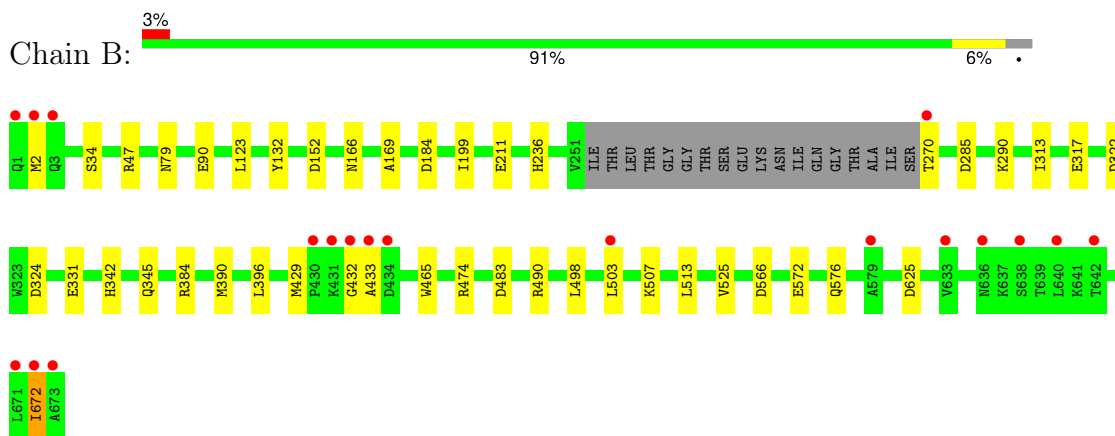 3%
Chain B:
91% 6% •
Q1 M2 Q3 S34 R47 N79 E90 L123 Y132 D152 N166 A169 D184 I199 E211 H236 V251 ILE THR LEU THR GLY GLY THR SER GLU LYS ASN ILE GLN GLY THR ALA ILE SER T270 D285 K290 I313 E317
W323 D324 E331 H342 Q345 R384 M390 L396 M429 P430 K431 G432 A433 D434 W465 R474 D483 R490 L498 L503 K507 L513 V525 D566 E572 Q576 A579 D625 V633 N636 K637 S638 T639 L640 K641 T642
L671 I672 A673